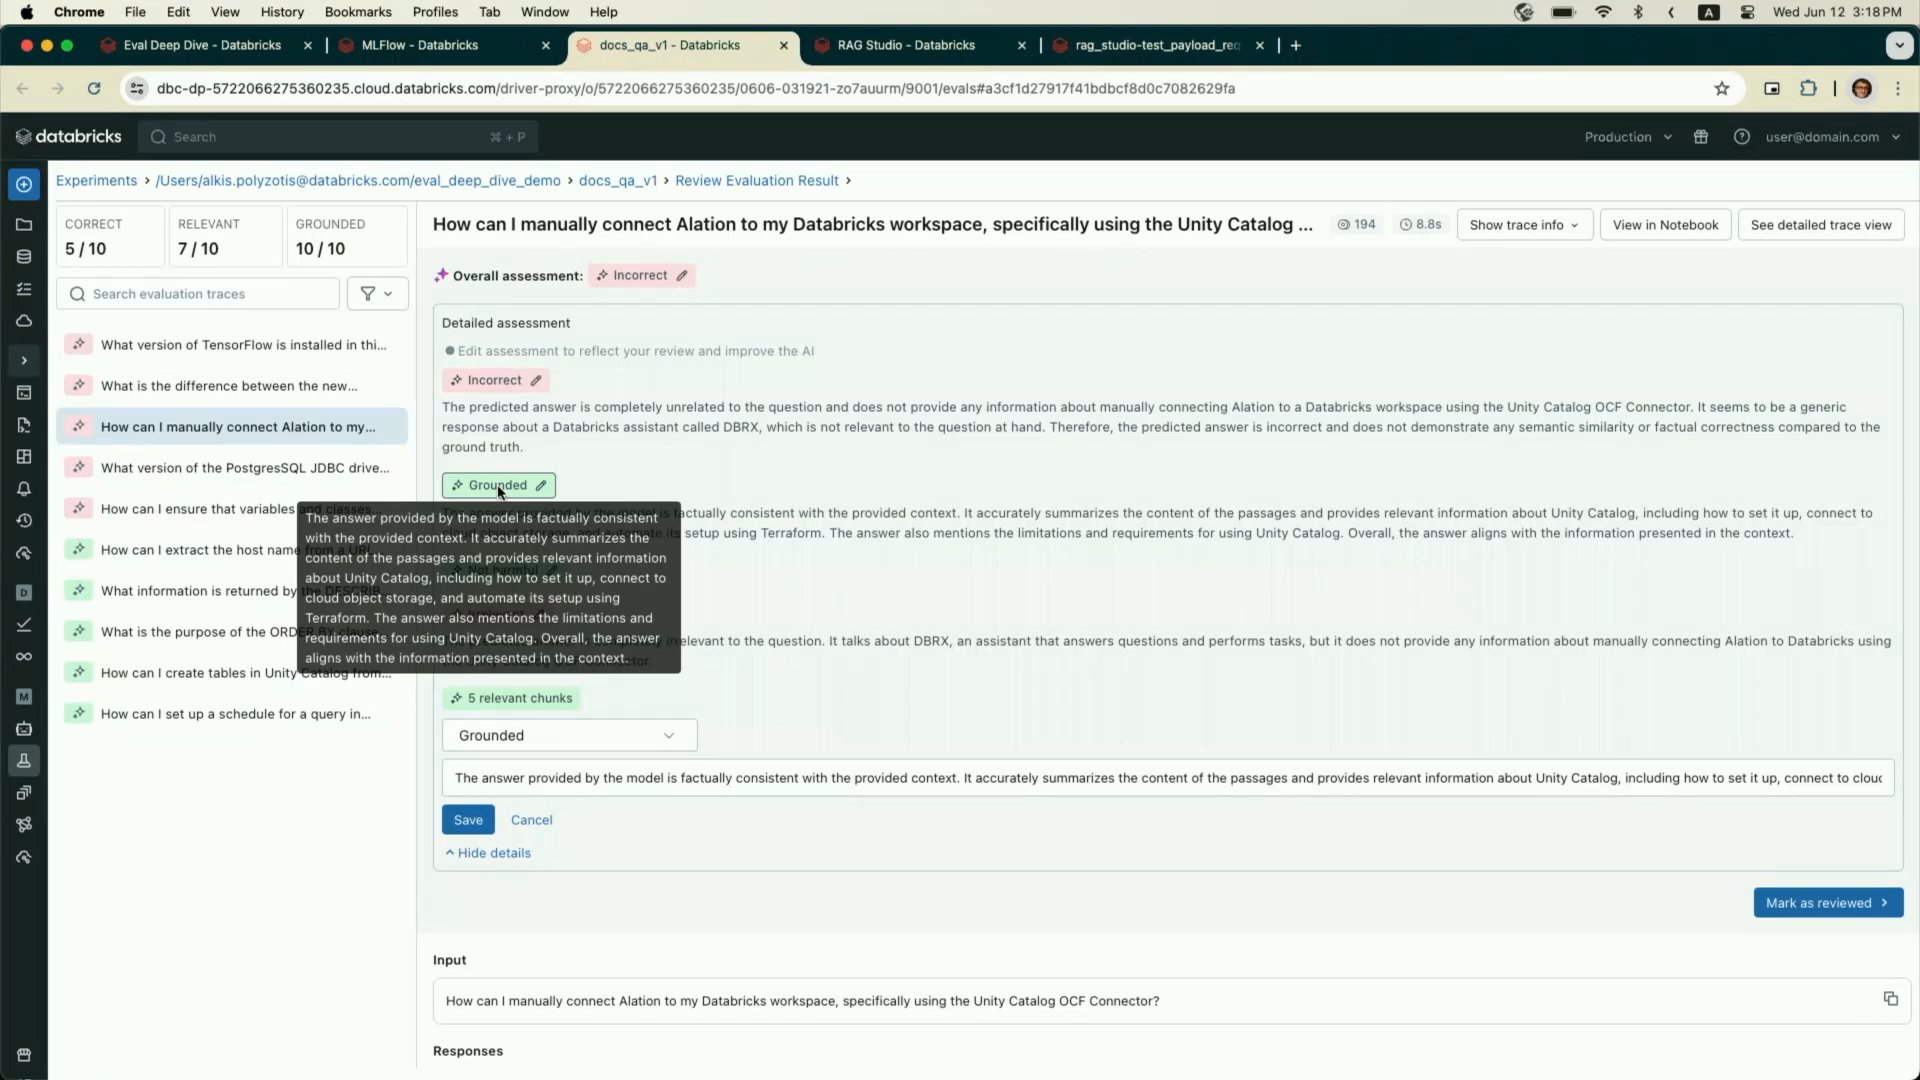 Chrome File Edit View History Bookmarks Profiles Tab Window Help
A Wed Jun 12 3:18 PM
Eval Deep Dive - Databricks
MLFlow - Databricks
docs_qa_v1 - Databricks
RAG Studio - Databricks
rag_studio-test_payload_req
dbc-dp-5722066275360235.cloud.databricks.com/driver-proxy/o/5722066275360235/0606-031921-zo7auurm/9001/evals#a3cf1d27917f41bdbcf8d0c7082629fa
databricks
Search ⌘ + P
Production
user@domain.com
Experiments › /Users/alkis.polyzotis@databricks.com/eval_deep_dive_demo › docs_qa_v1 › Review Evaluation Result ›
CORRECT
5 / 10
RELEVANT
7 / 10
GROUNDED
10 / 10
Search evaluation traces
What version of TensorFlow is installed in thi...
What is the difference between the new...
How can I manually connect Alation to my...
What version of the PostgresSQL JDBC drive...
How can I ensure that variables and classes...
How can I extract the host name from a URL
What information is returned by the DESCRIB
What is the purpose of the ORDER BY clause
How can I create tables in Unity Catalog from...
How can I set up a schedule for a query in...
D
M
How can I manually connect Alation to my Databricks workspace, specifically using the Unity Catalog ...
194
8.8s
Show trace info
View in Notebook
See detailed trace view
Overall assessment: Incorrect
Detailed assessment
Edit assessment to reflect your review and improve the AI
Incorrect
The predicted answer is completely unrelated to the question and does not provide any information about manually connecting Alation to a Databricks workspace using the Unity Catalog OCF Connector. It seems to be a generic
response about a Databricks assistant called DBRX, which is not relevant to the question at hand. Therefore, the predicted answer is incorrect and does not demonstrate any semantic similarity or factual correctness compared to the
ground truth.
Grounded
is factually consistent with the provided context. It accurately summarizes the content of the passages and provides relevant information about Unity Catalog, including how to set it up, connect to
its setup using Terraform. The answer also mentions the limitations and requirements for using Unity Catalog. Overall, the answer aligns with the information presented in the context.
The answer provided by the model is factually consistent
with the provided context. It accurately summarizes the
content of the passages and provides relevant information
about Unity Catalog, including how to set it up, connect to
cloud object storage, and automate its setup using
Terraform. The answer also mentions the limitations and
requirements for using Unity Catalog. Overall, the answer
aligns with the information presented in the context.
Not harmful
irrelevant to the question. It talks about DBRX, an assistant that answers questions and performs tasks, but it does not provide any information about manually connecting Alation to Databricks using
5 relevant chunks
Grounded
The answer provided by the model is factually consistent with the provided context. It accurately summarizes the content of the passages and provides relevant information about Unity Catalog, including how to set it up, connect to clouc
Save Cancel
Hide details
Mark as reviewed
Input
How can I manually connect Alation to my Databricks workspace, specifically using the Unity Catalog OCF Connector?
Responses